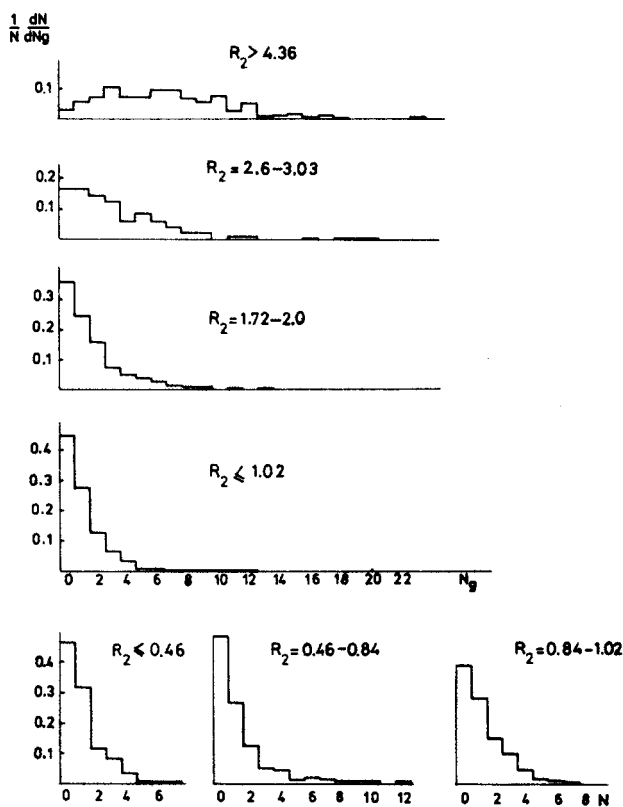 1/N dN/dNg
R₂ > 4.36
0.1
R₂ = 2.6-3.03
0.2
0.1
R₂ = 1.72-2.0
0.3
0.2
0.1
R₂ ⩽ 1.02
0.4
0.3
0.2
0.1
0 2 4 6 8 10 12 14 16 18 20 22 Ng
R₂ ⩽ 0.46 R₂ = 0.46-0.84 R₂ = 0.84-1.02
0.4
0.3
0.2
0.1
0 2 4 6 0 2 4 6 8 10 12 0 2 4 6 8 N